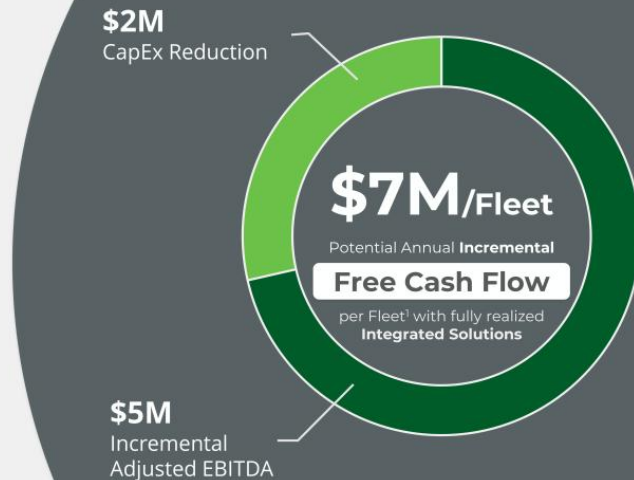 $2M
CapEx Reduction
$7M/Fleet
Potential Annual Incremental
Free Cash Flow
per Fleet¹ with fully realized
Integrated Solutions
$5M
Incremental
Adjusted EBITDA